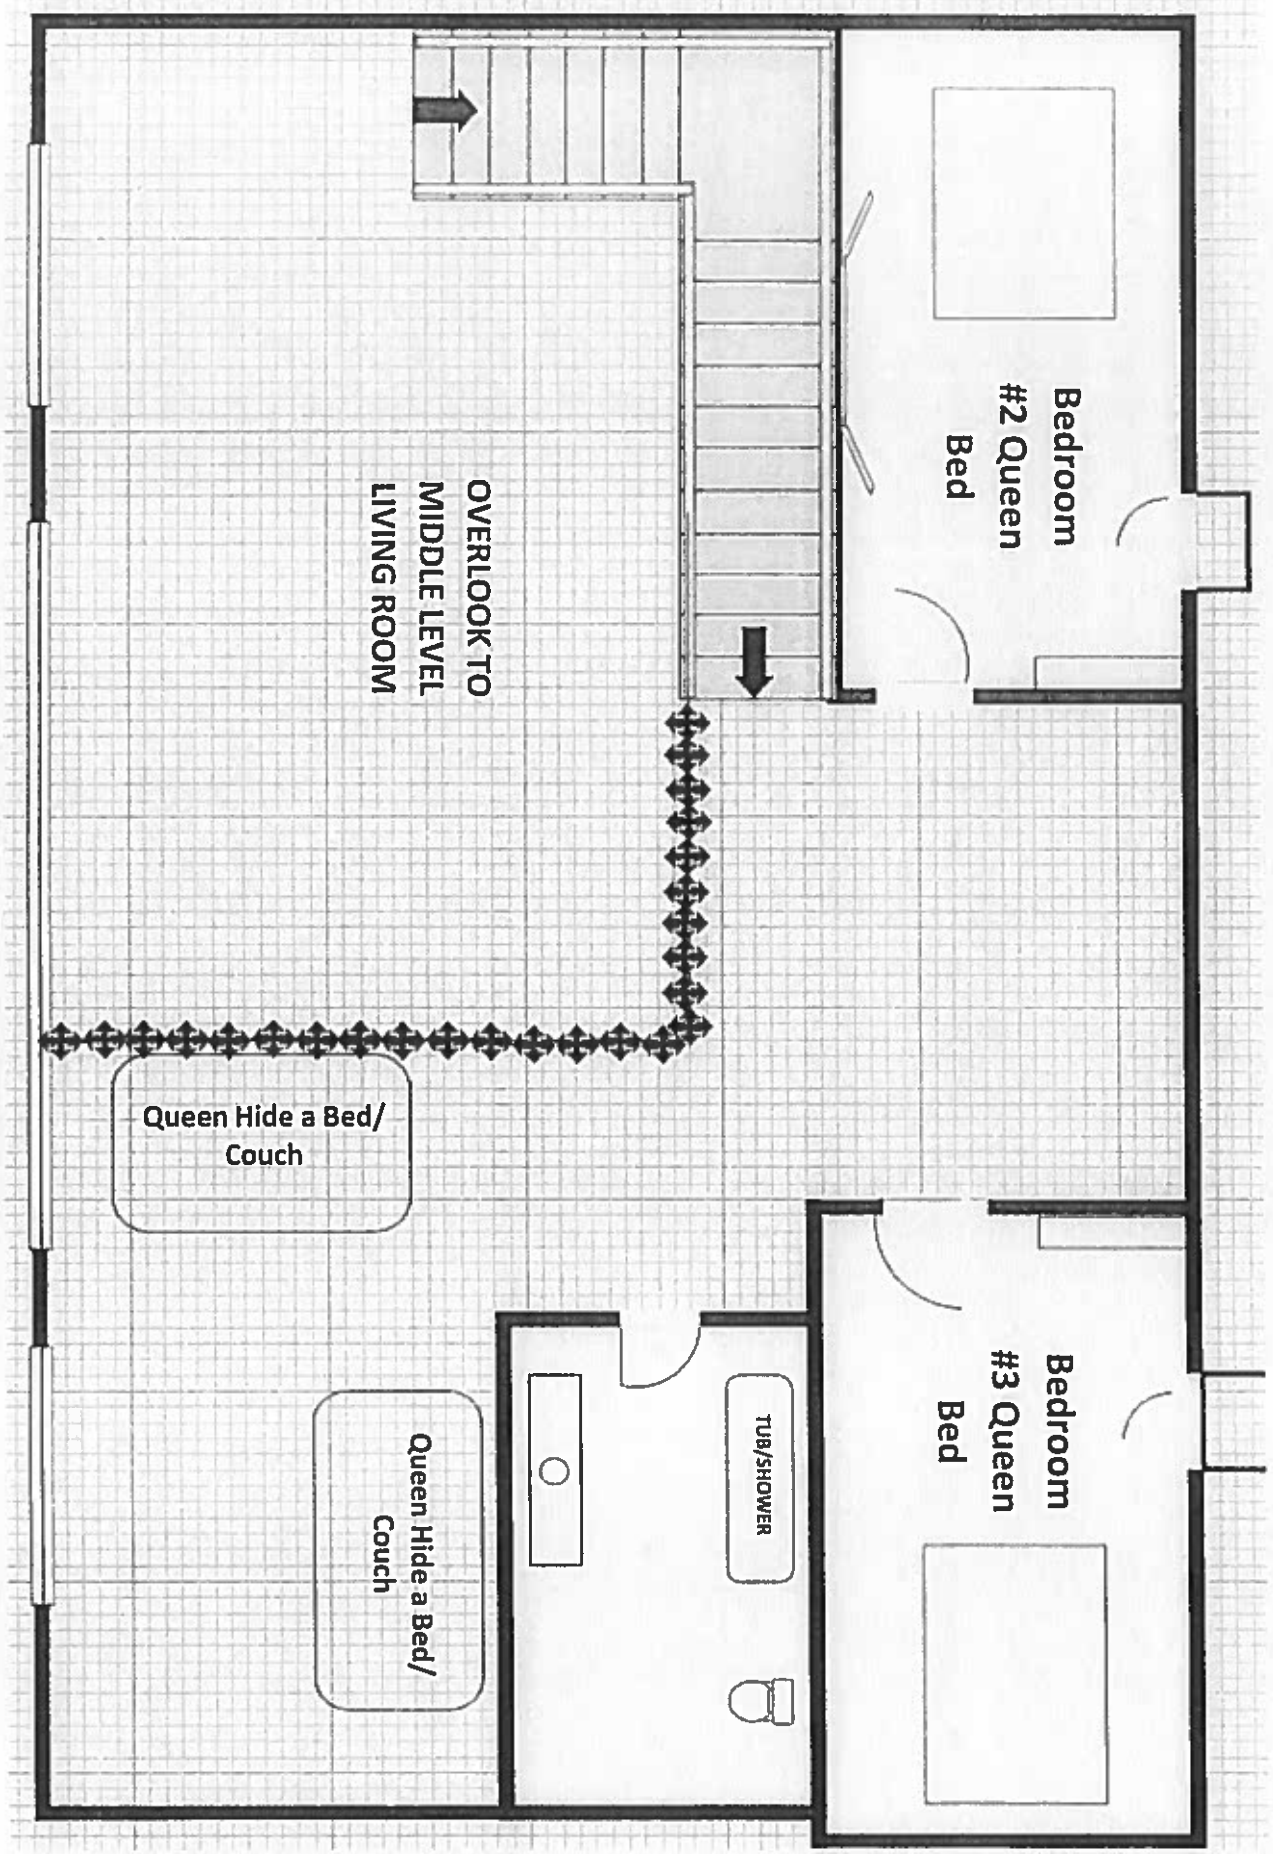 Bedroom
#2 Queen
Bed
OVERLOOK TO
MIDDLE LEVEL
LIVING ROOM
Queen Hide a Bed/
Couch
Bedroom
#3 Queen
Bed
TUB/SHOWER
Queen Hide a Bed/
Couch